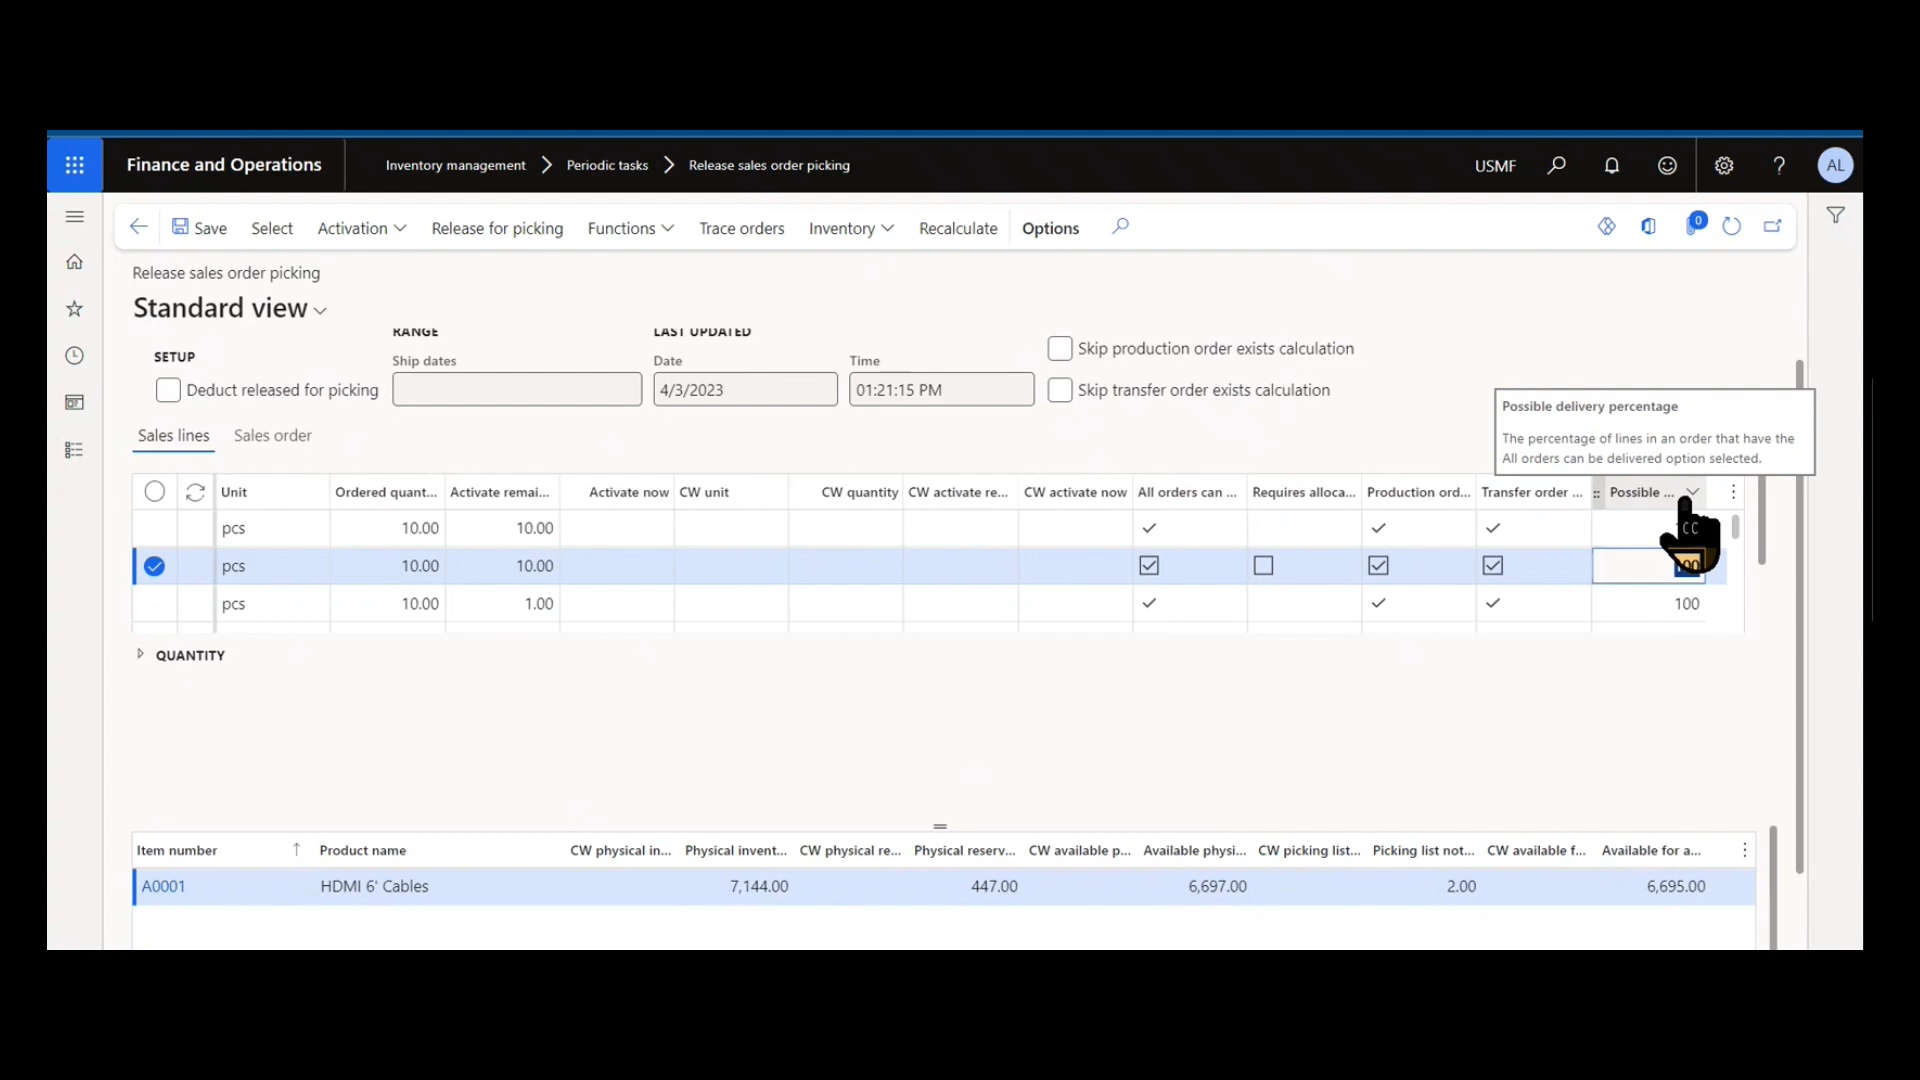 Finance and Operations
Inventory management > Periodic tasks > Release sales order picking
USMF
?
AL
Save Select Activation Release for picking Functions Trace orders Inventory Recalculate Options
0
Release sales order picking
Standard view
RANGE LAST UPDATED
SETUP
Ship dates Date Time
Skip production order exists calculation
Deduct released for picking
4/3/2023 01:21:15 PM
Skip transfer order exists calculation
Possible delivery percentage
The percentage of lines in an order that have the
All orders can be delivered option selected.
Sales lines Sales order
Unit Ordered quant... Activate remai... Activate now CW unit CW quantity CW activate re... CW activate now All orders can ... Requires alloca... Production ord... Transfer order ... Possible ...
pcs 10.00 10.00
CC
pcs 10.00 10.00
pcs 10.00 1.00 100
QUANTITY
Item number Product name CW physical in... Physical invent... CW physical re... Physical reserv... CW available p... Available physi... CW picking list... Picking list not... CW available f... Available for a...
A0001 HDMI 6' Cables 7,144.00 447.00 6,697.00 2.00 6,695.00